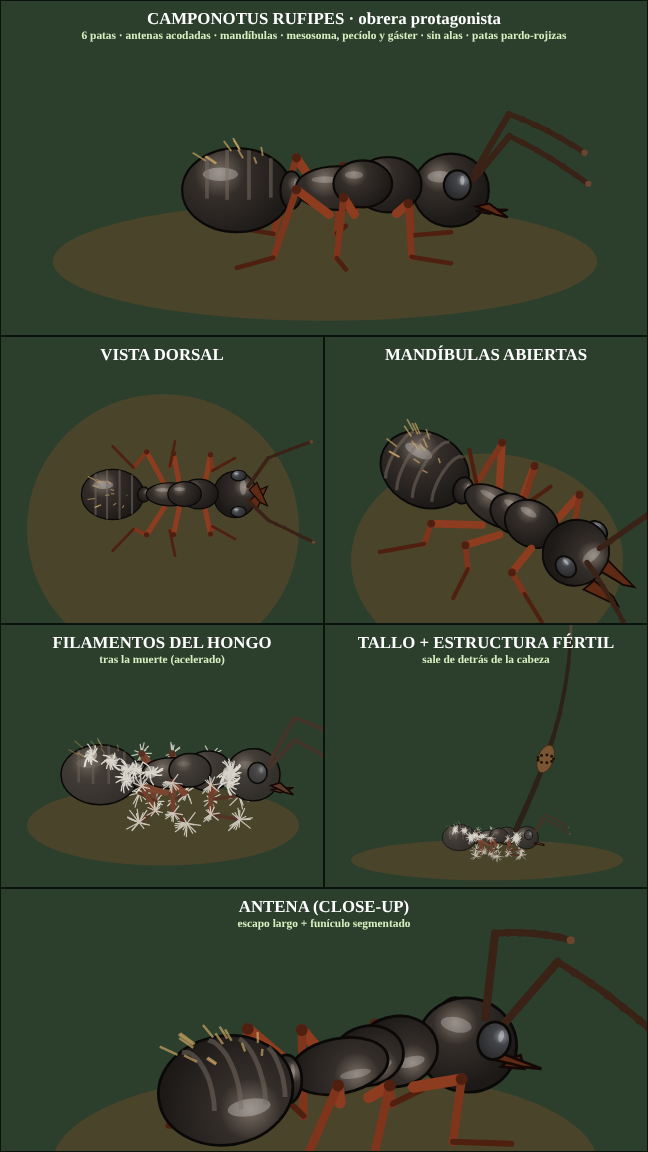 CAMPONOTUS RUFIPES · obrera protagonista
6 patas · antenas acodadas · mandíbulas · mesosoma, pecíolo y gáster · sin alas · patas pardo-rojizas
VISTA DORSAL
MANDÍBULAS ABIERTAS
FILAMENTOS DEL HONGO
tras la muerte (acelerado)
TALLO + ESTRUCTURA FÉRTIL
sale de detrás de la cabeza
ANTENA (CLOSE-UP)
escapo largo + funículo segmentado